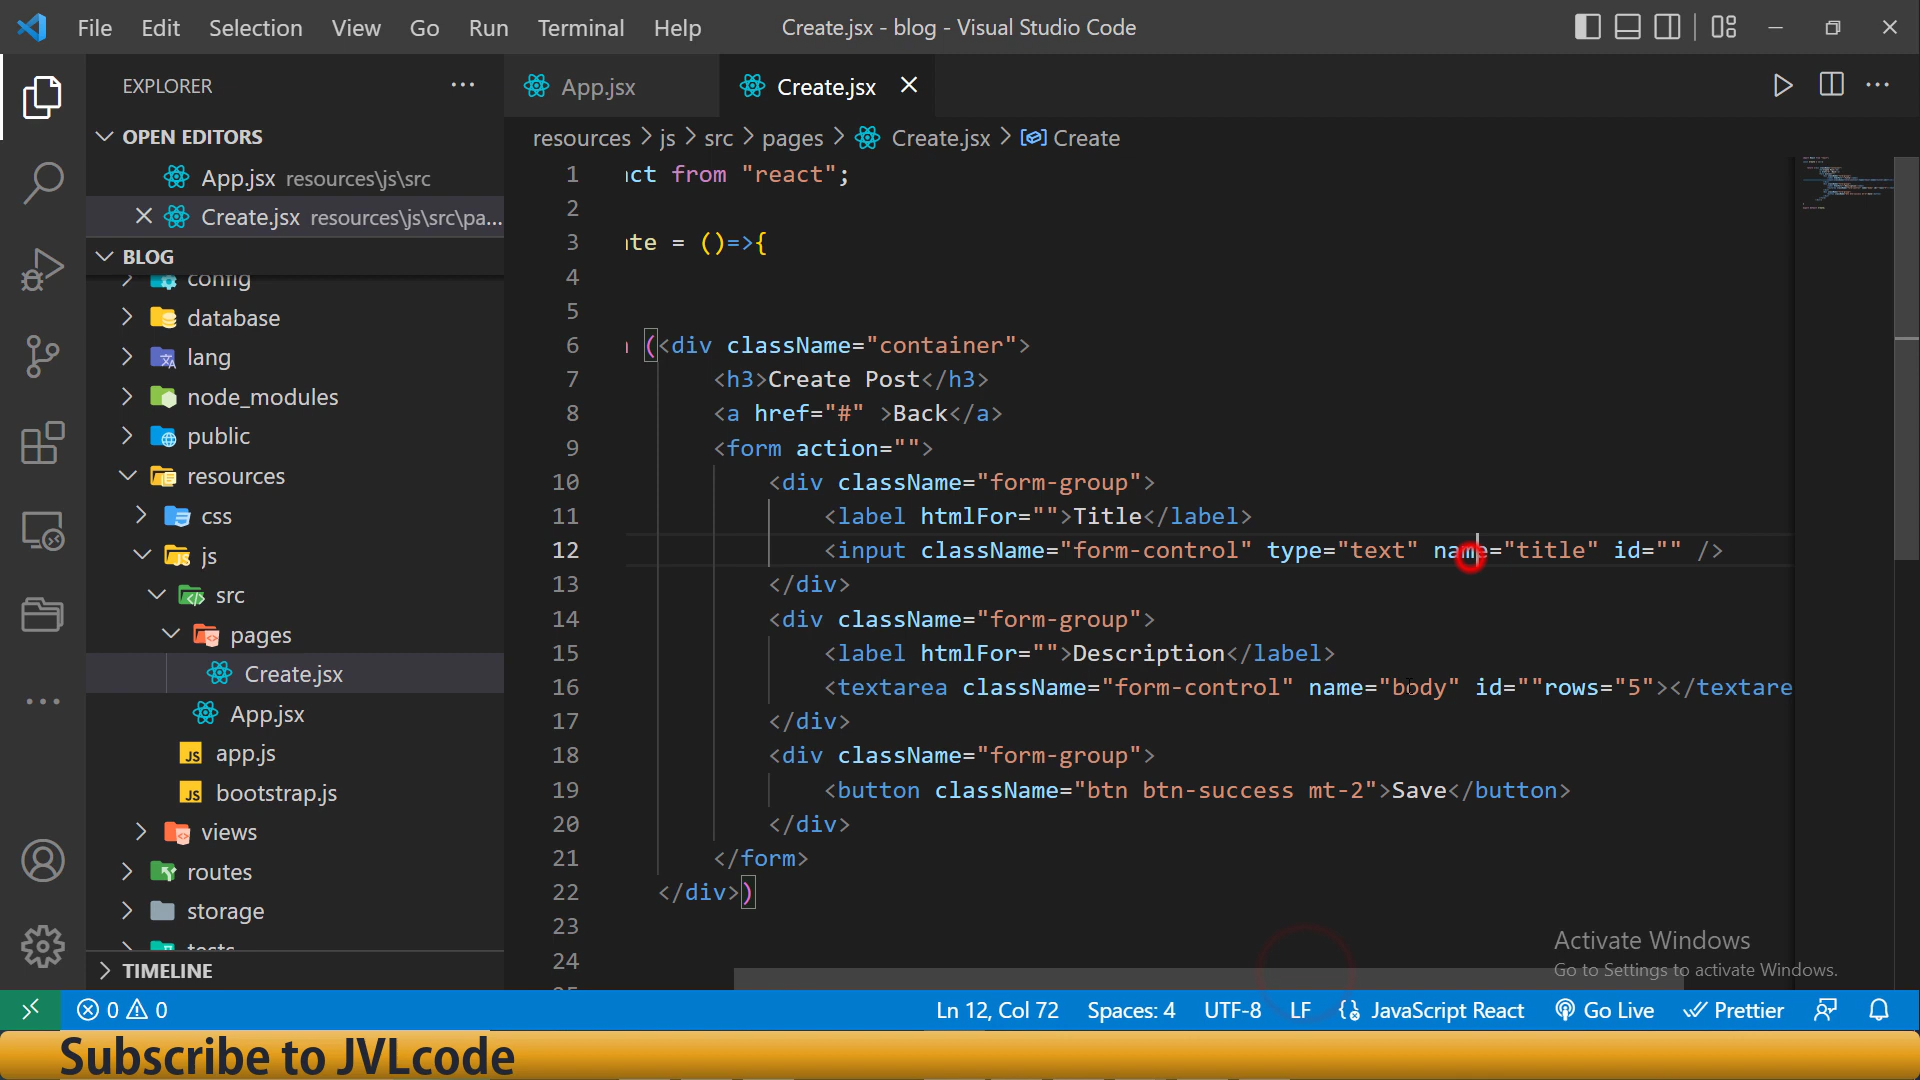 File Edit Selection View Go Run Terminal Help Create.jsx - blog - Visual Studio Code
EXPLORER
OPEN EDITORS
App.jsx resources\js\src
Create.jsx resources\js\src\pa...
BLOG
config
database
lang
node_modules
public
resources
css
js
src
pages
Create.jsx
App.jsx
app.js
bootstrap.js
views
routes
storage
tests
TIMELINE
App.jsx Create.jsx
resources > js > src > pages > Create.jsx > Create
1 ct from "react";
2
3 te = ()=>{
4
5
6 (<div className="container">
7 <h3>Create Post</h3>
8 <a href="#" >Back</a>
9 <form action="">
10 <div className="form-group">
11 <label htmlFor="">Title</label>
12 <input className="form-control" type="text" name="title" id="" />
13 </div>
14 <div className="form-group">
15 <label htmlFor="">Description</label>
16 <textarea className="form-control" name="body" id=""rows="5"></textare
17 </div>
18 <div className="form-group">
19 <button className="btn btn-success mt-2">Save</button>
20 </div>
21 </form>
22 </div>)
23
24
Activate Windows
Go to Settings to activate Windows.
0 0 Ln 12, Col 72 Spaces: 4 UTF-8 LF JavaScript React Go Live Prettier
Subscribe to JVLcode